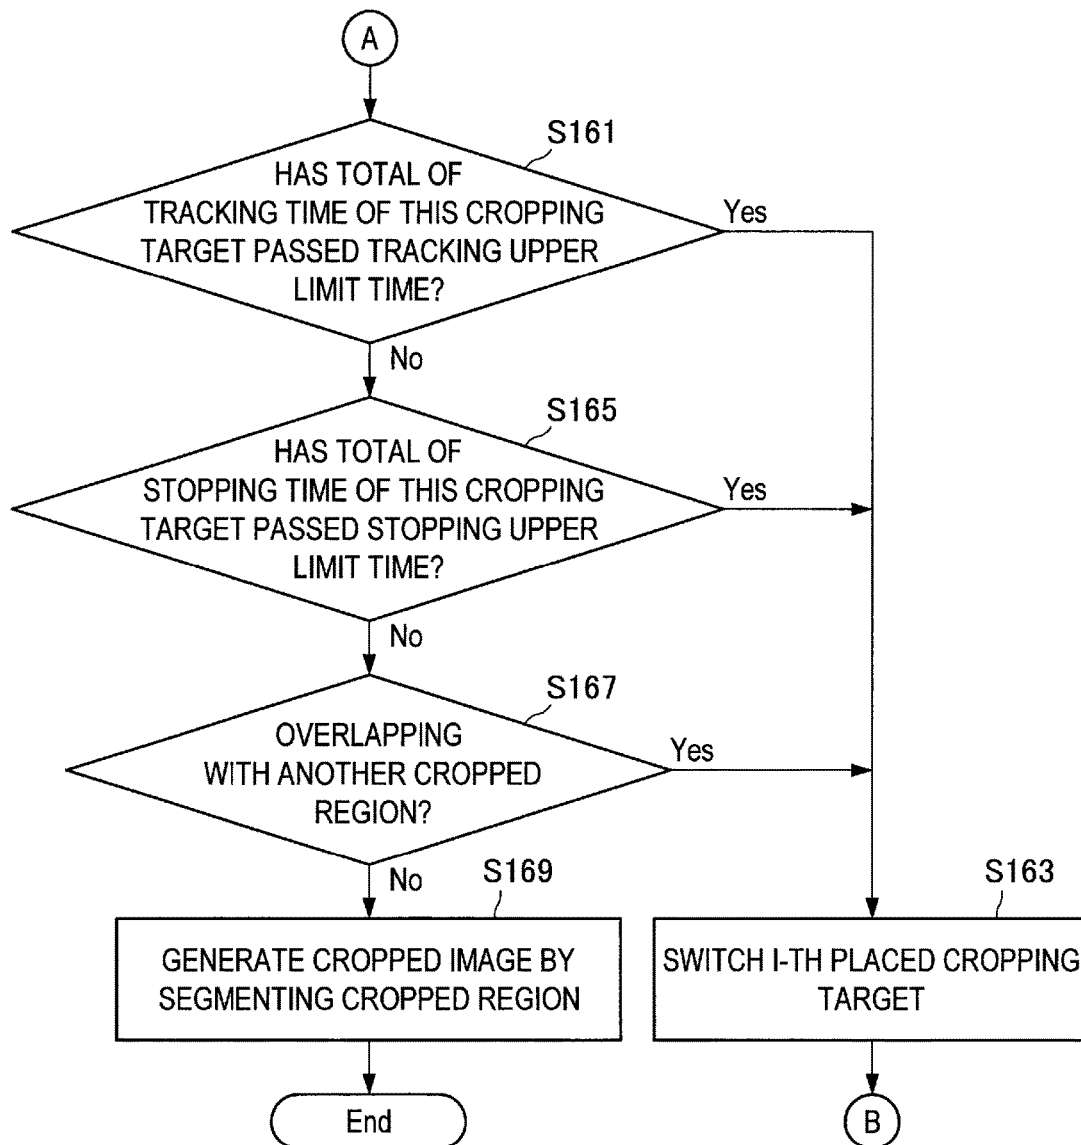 A
S161
HAS TOTAL OF
TRACKING TIME OF THIS CROPPING
TARGET PASSED TRACKING UPPER
LIMIT TIME?
Yes
No
S165
HAS TOTAL OF
STOPPING TIME OF THIS CROPPING
TARGET PASSED STOPPING UPPER
LIMIT TIME?
Yes
No
S167
OVERLAPPING
WITH ANOTHER CROPPED
REGION?
Yes
No
S169
GENERATE CROPPED IMAGE BY
SEGMENTING CROPPED REGION
S163
SWITCH I-TH PLACED CROPPING
TARGET
End
B